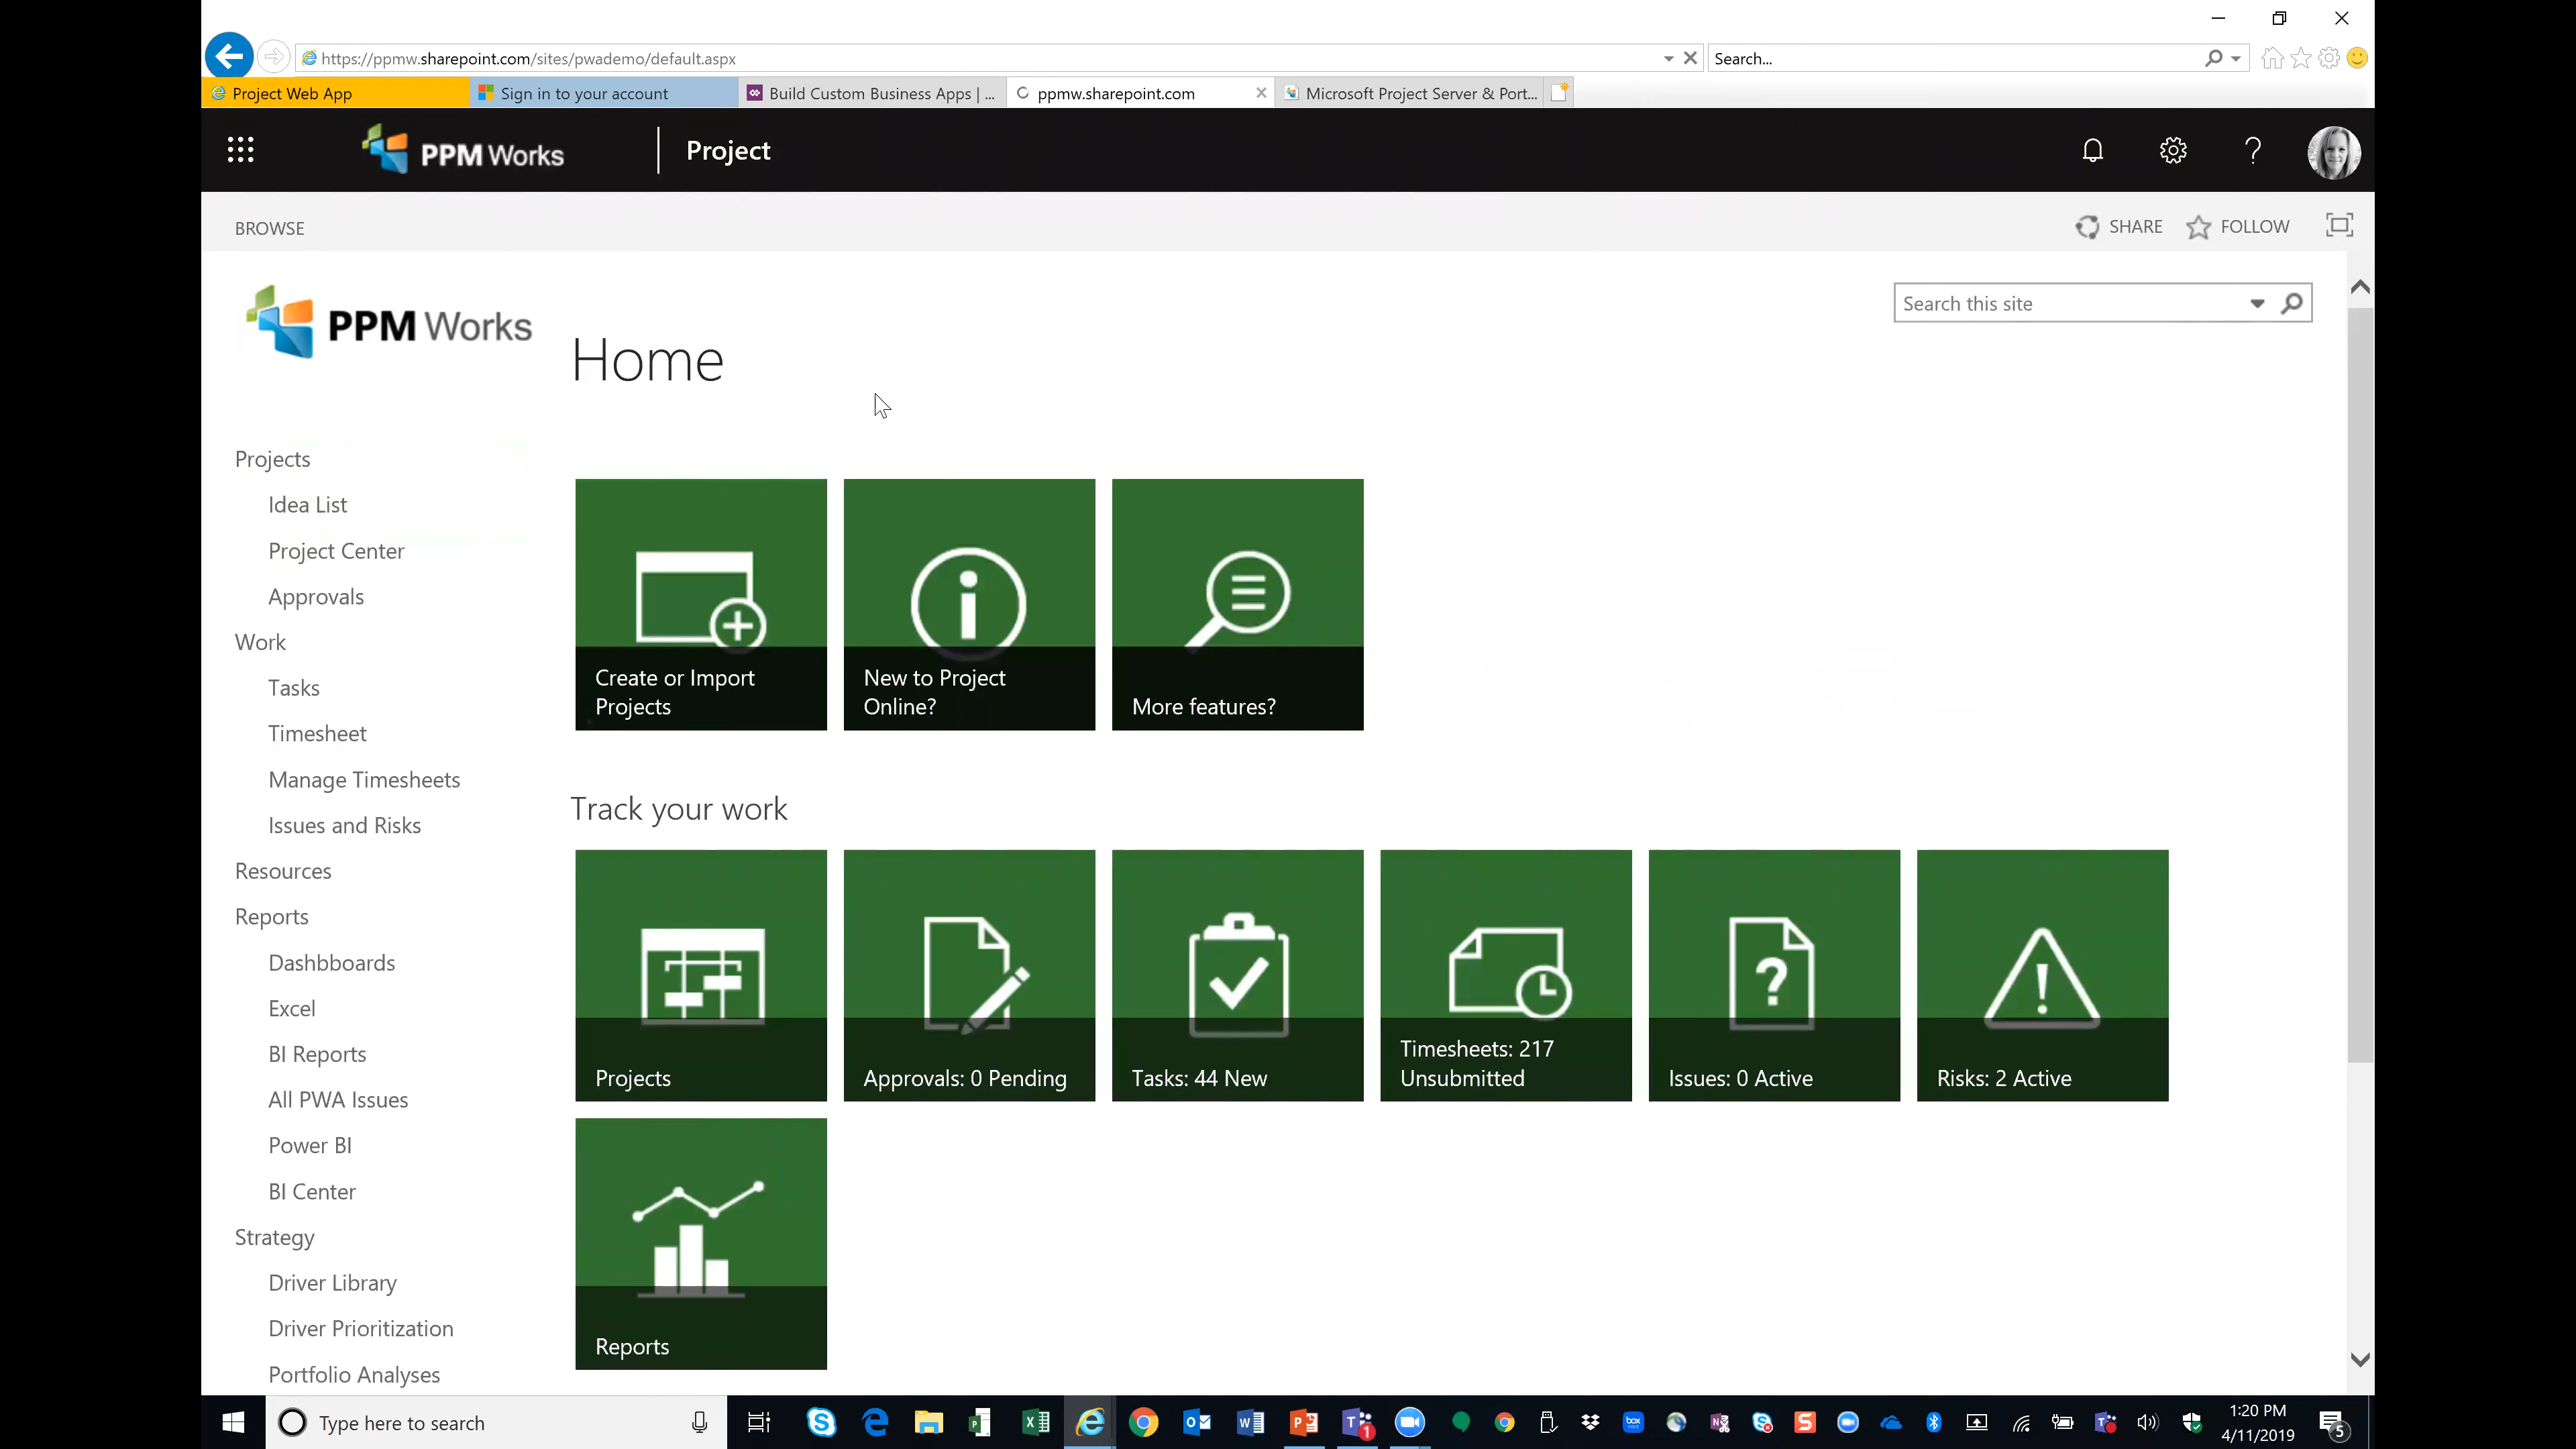 https://ppmw.sharepoint.com/sites/pwademo/default.aspx
Search...
Project Web App
Sign in to your account
Build Custom Business Apps | ...
ppmw.sharepoint.com
Microsoft Project Server & Port...
PPM Works
Project
BROWSE
SHARE
FOLLOW
PPM Works
Home
Search this site
Projects
Idea List
Project Center
Approvals
Work
Tasks
Timesheet
Manage Timesheets
Issues and Risks
Resources
Reports
Dashbboards
Excel
BI Reports
All PWA Issues
Power BI
BI Center
Strategy
Driver Library
Driver Prioritization
Portfolio Analyses
Create or Import
Projects
New to Project
Online?
More features?
Track your work
Projects
Approvals: 0 Pending
Tasks: 44 New
Timesheets: 217
Unsubmitted
Issues: 0 Active
Risks: 2 Active
Reports
Type here to search
1:20 PM
4/11/2019
5